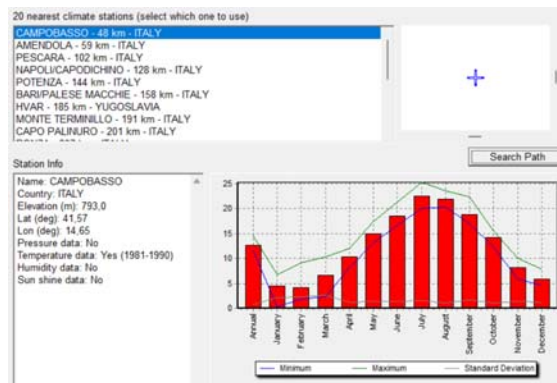 20 nearest climate stations (select which one to use)
CAMPOBASSO - 48 km - ITALY
AMENDOLA - 59 km - ITALY
PESCARA - 102 km - ITALY
NAPOLI/CAPODICHINO - 128 km - ITALY
POTENZA - 144 km - ITALY
BARI/PALESE MACCHIE - 158 km - ITALY
HVAR - 185 km - YUGOSLAVIA
MONTE TERMINILLO - 191 km - ITALY
CAPO PALINURO - 201 km - ITALY
Search Path
Station Info
Name: CAMPOBASSO
Country: ITALY
Elevation (m): 793,0
Lat (deg): 41,57
Lon (deg): 14,65
Pressure data: No
Temperature data: Yes (1981-1990)
Humidity data: No
Sun shine data: No
25
20
15
10
5
0
Annual January February March April May June July August September October November December
Minimum Maximum Standard Deviation